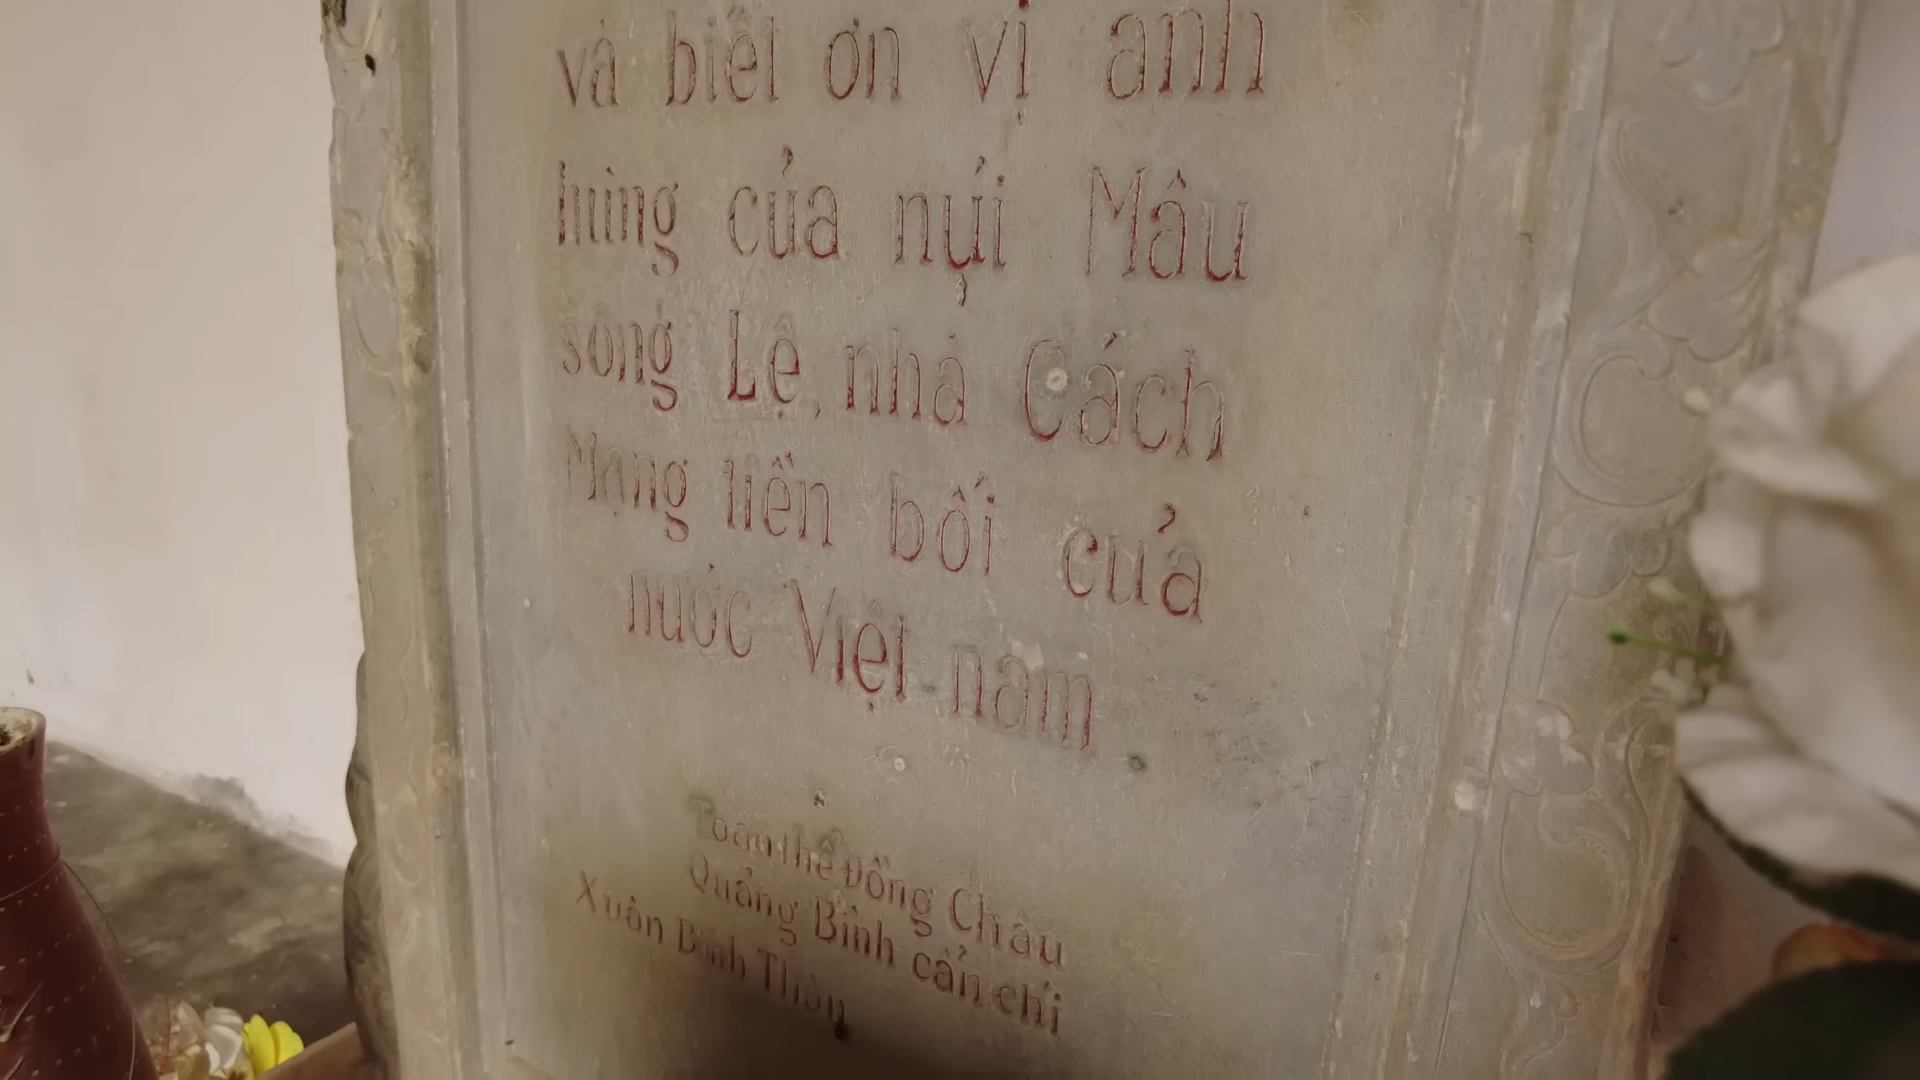 và biết ơn vị anh
hùng của núi Mâu
sông Lệ, nhà Cách
Mạng tiền bối của
nước Việt nam
Toàn thể Đồng Châu
Quảng Bình cẩn chí
Xuân Bính Thìn